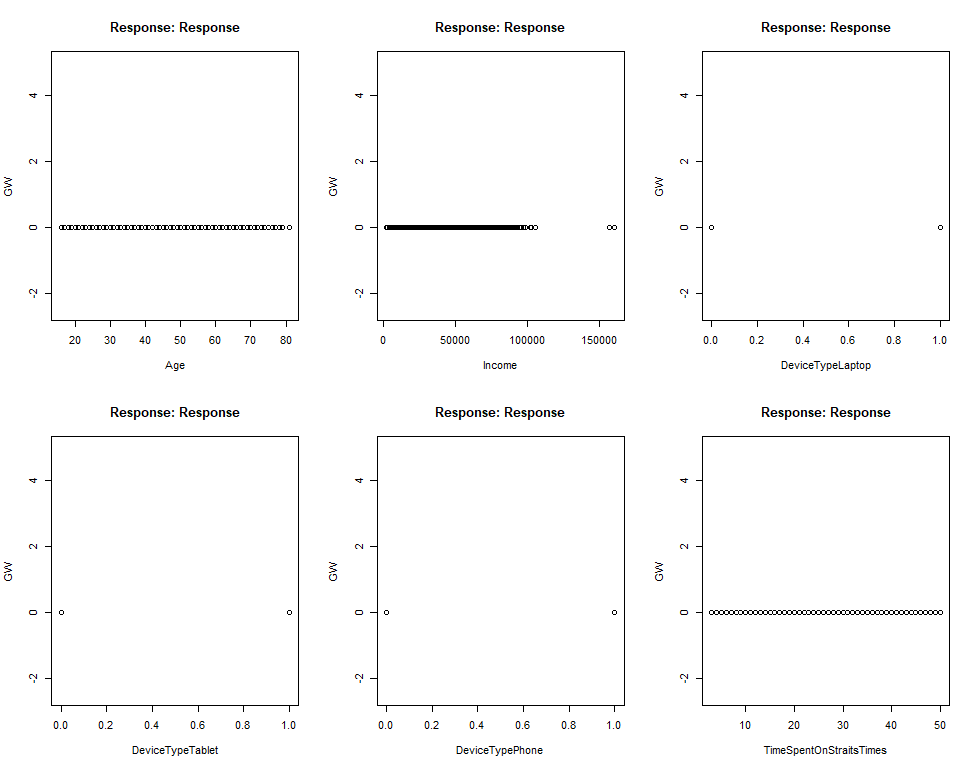 Response: Response
Response: Response
Response: Response
GW
-2
0
2
4
20 30 40 50 60 70 80
Age
GW
-2
0
2
4
0 50000 100000 150000
Income
GW
-2
0
2
4
0.0 0.2 0.4 0.6 0.8 1.0
DeviceTypeLaptop
Response: Response
Response: Response
Response: Response
GW
-2
0
2
4
0.0 0.2 0.4 0.6 0.8 1.0
DeviceTypeTablet
GW
-2
0
2
4
0.0 0.2 0.4 0.6 0.8 1.0
DeviceTypePhone
GW
-2
0
2
4
10 20 30 40 50
TimeSpentOnStraitsTimes